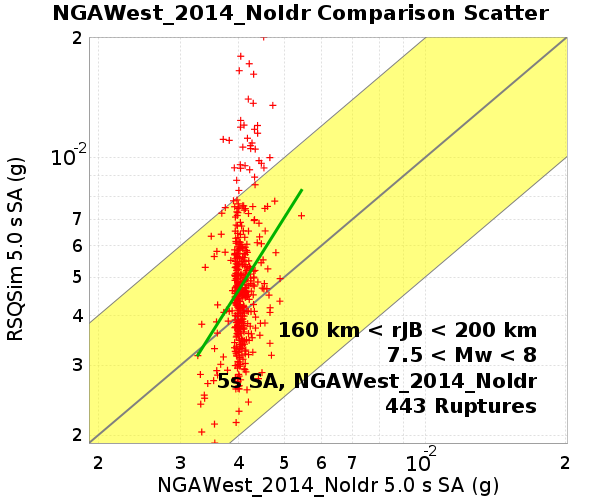 NGAWest_2014_NoIdr Comparison Scatter
2
10-2
7
6
5
4
3
2
RSQSim 5.0 s SA (g)
160 km < rJB < 200 km
7.5 < Mw < 8
5s SA, NGAWest_2014_NoIdr
443 Ruptures
2 3 4 5 6 7 10-2 2
NGAWest_2014_NoIdr 5.0 s SA (g)